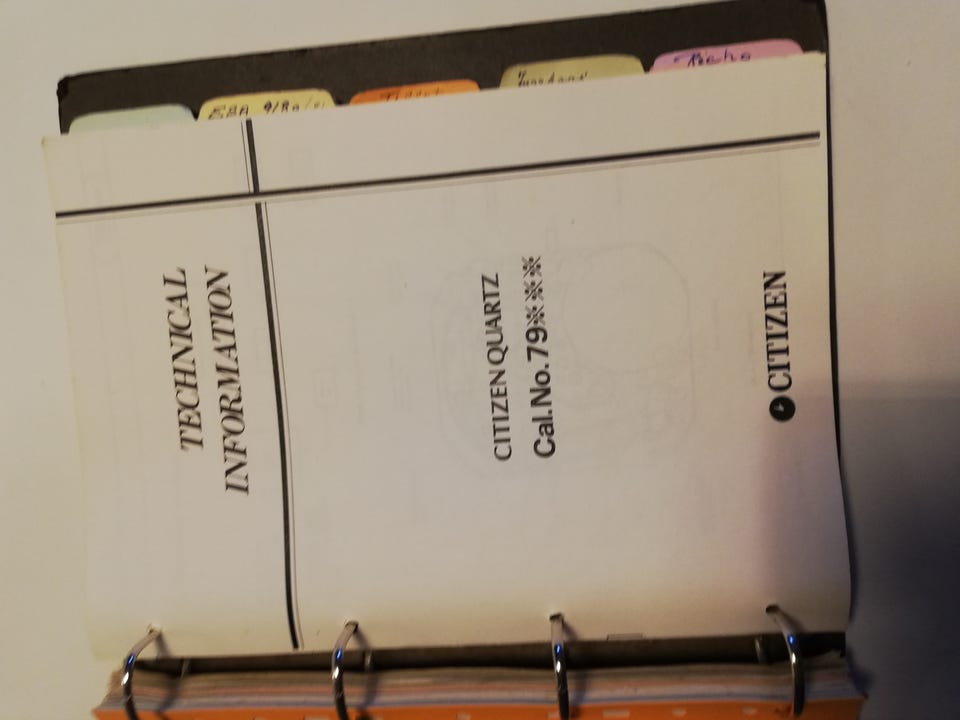 TECHNICAL
INFORMATION
CITIZEN QUARTZ
Cal.No.79※※※
CITIZEN